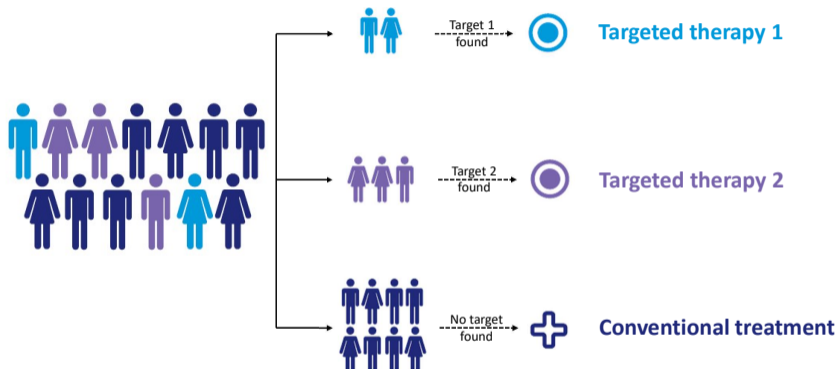 Target 1
found
Targeted therapy 1
Target 2
found
Targeted therapy 2
No target
found
Conventional treatment